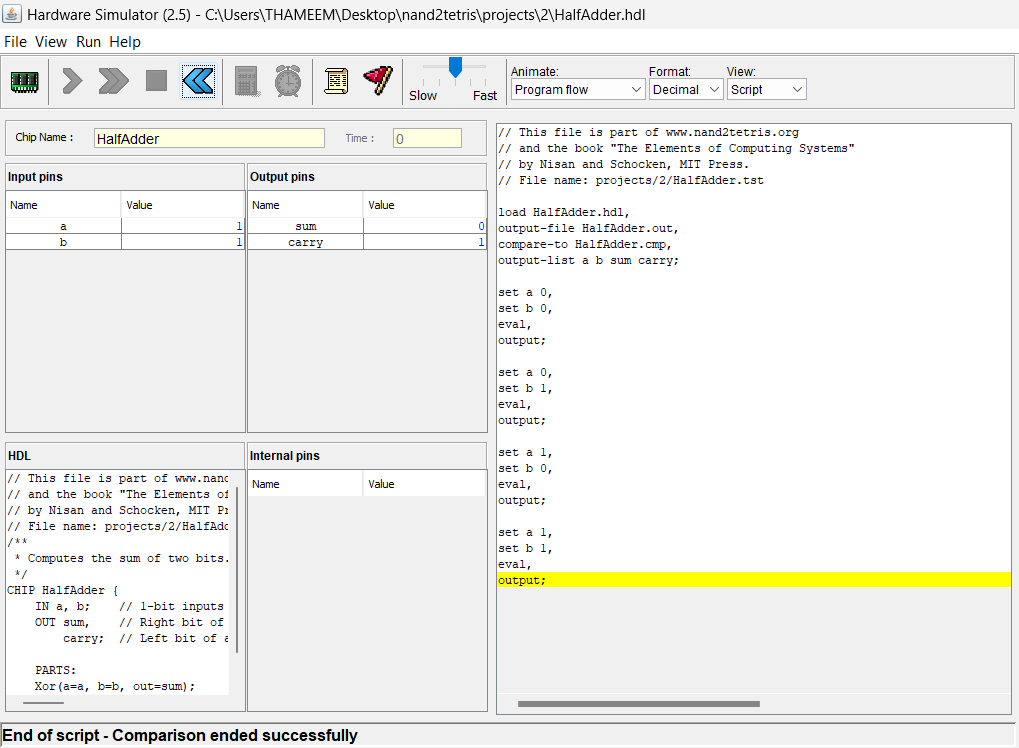 Hardware Simulator (2.5) - C:\Users\THAMEEM\Desktop\nand2tetris\projects\2\HalfAdder.hdl
File View Run Help
Slow Fast
Animate: Format: View:
Program flow Decimal Script
Chip Name : HalfAdder Time : 0
Input pins
Name Value
a 1
b 1
Output pins
Name Value
sum 0
carry 1
HDL
// This file is part of www.nand
// and the book "The Elements of
// by Nisan and Schocken, MIT Pr
// File name: projects/2/HalfAdd
/**
* Computes the sum of two bits.
*/
CHIP HalfAdder {
IN a, b; // 1-bit inputs
OUT sum, // Right bit of
carry; // Left bit of a
PARTS:
Xor(a=a, b=b, out=sum);
Internal pins
Name Value
// This file is part of www.nand2tetris.org
// and the book "The Elements of Computing Systems"
// by Nisan and Schocken, MIT Press.
// File name: projects/2/HalfAdder.tst
load HalfAdder.hdl,
output-file HalfAdder.out,
compare-to HalfAdder.cmp,
output-list a b sum carry;
set a 0,
set b 0,
eval,
output;
set a 0,
set b 1,
eval,
output;
set a 1,
set b 0,
eval,
output;
set a 1,
set b 1,
eval,
output;
End of script - Comparison ended successfully